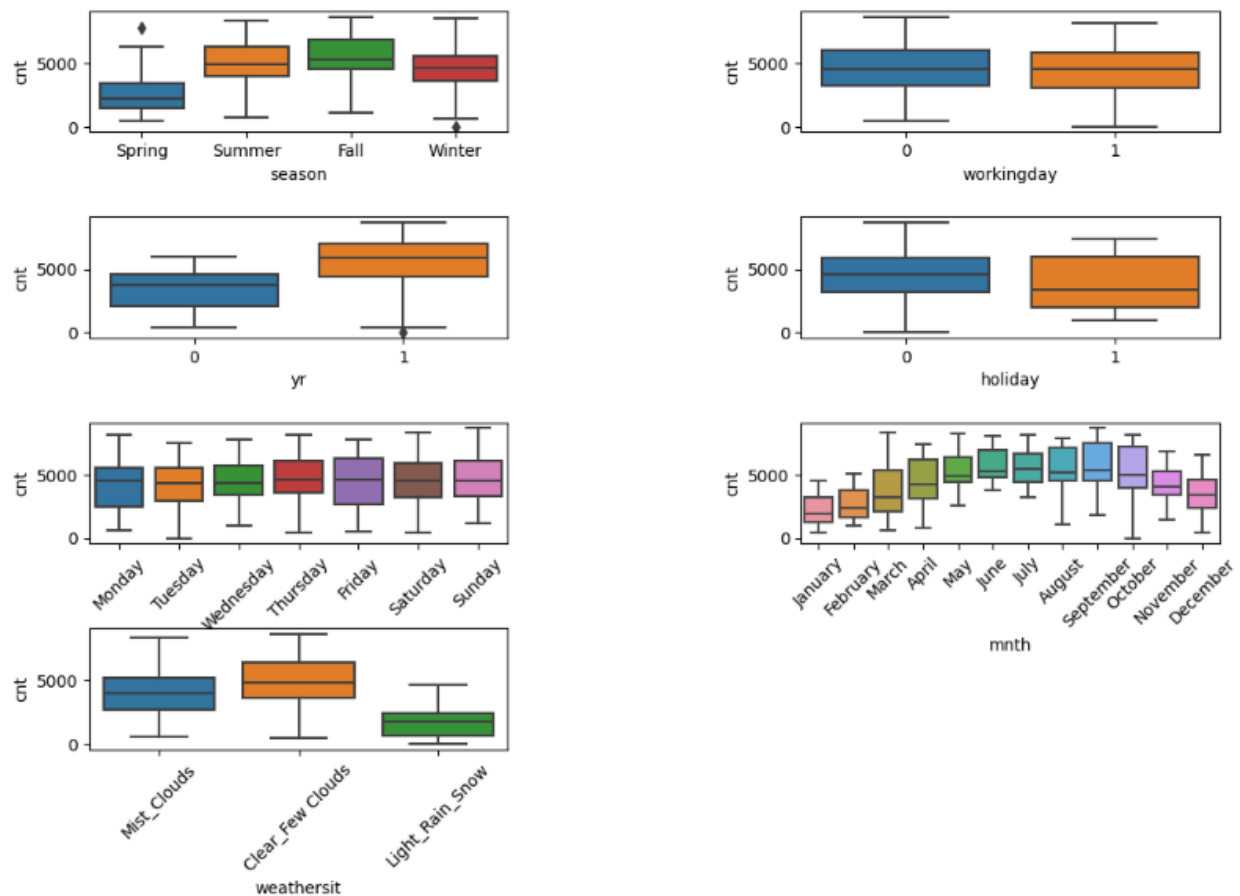 cnt
5000
0
Spring Summer Fall Winter
season
cnt
5000
0
0 1
workingday
cnt
5000
0
0 1
yr
cnt
5000
0
0 1
holiday
cnt
5000
0
Monday Tuesday Wednesday Thursday Friday Saturday Sunday
cnt
5000
0
January February March April May June July August September October November December
mnth
cnt
5000
0
Mist_Clouds Clear_Few Clouds Light_Rain_Snow
weathersit